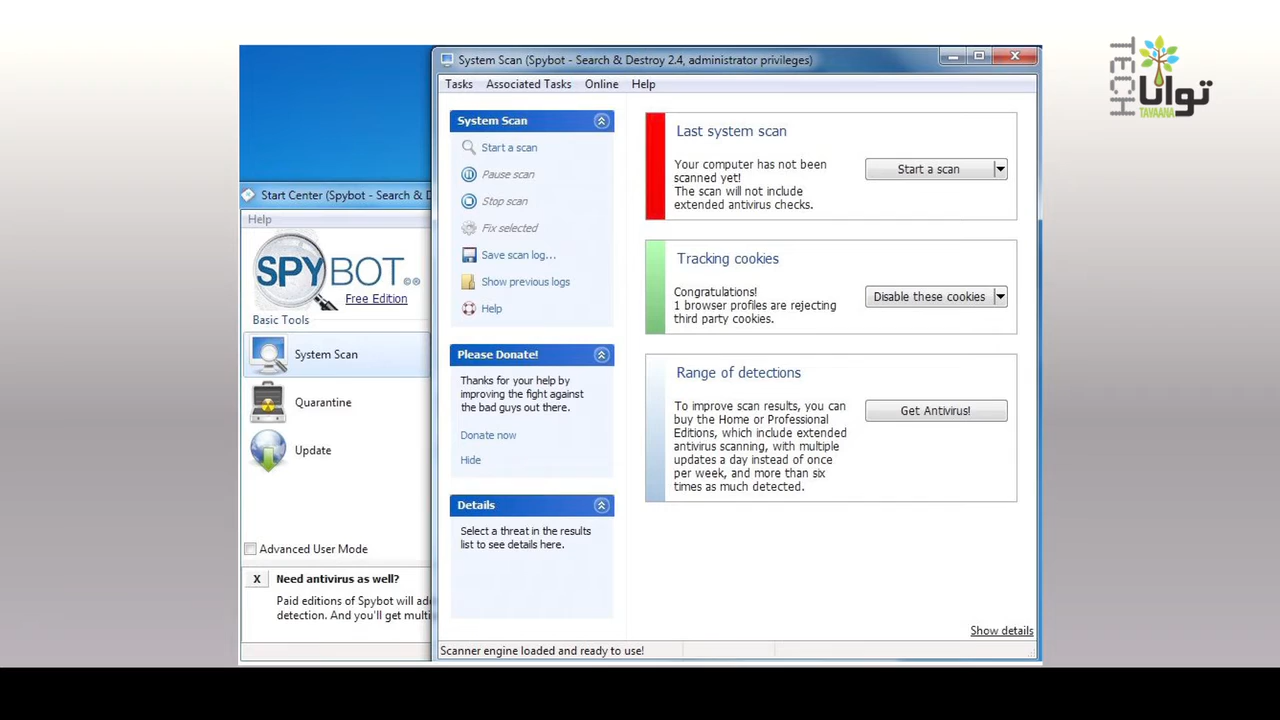 TECH
توانا
TAVAANA
System Scan (Spybot - Search & Destroy 2.4, administrator privileges)
Tasks Associated Tasks Online Help
System Scan
Start a scan
Pause scan
Stop scan
Fix selected
Save scan log...
Show previous logs
Help
Please Donate!
Thanks for your help by
improving the fight against
the bad guys out there.
Donate now
Hide
Details
Select a threat in the results
list to see details here.
Last system scan
Your computer has not been
scanned yet!
The scan will not include
extended antivirus checks.
Start a scan
Tracking cookies
Congratulations!
1 browser profiles are rejecting
third party cookies.
Disable these cookies
Range of detections
To improve scan results, you can
buy the Home or Professional
Editions, which include extended
antivirus scanning, with multiple
updates a day instead of once
per week, and more than six
times as much detected.
Get Antivirus!
Show details
Scanner engine loaded and ready to use!
Start Center (Spybot - Search &
Help
SPYBOT
Free Edition
Basic Tools
System Scan
Quarantine
Update
Advanced User Mode
X Need antivirus as well?
Paid editions of Spybot will
detection. And you'll get